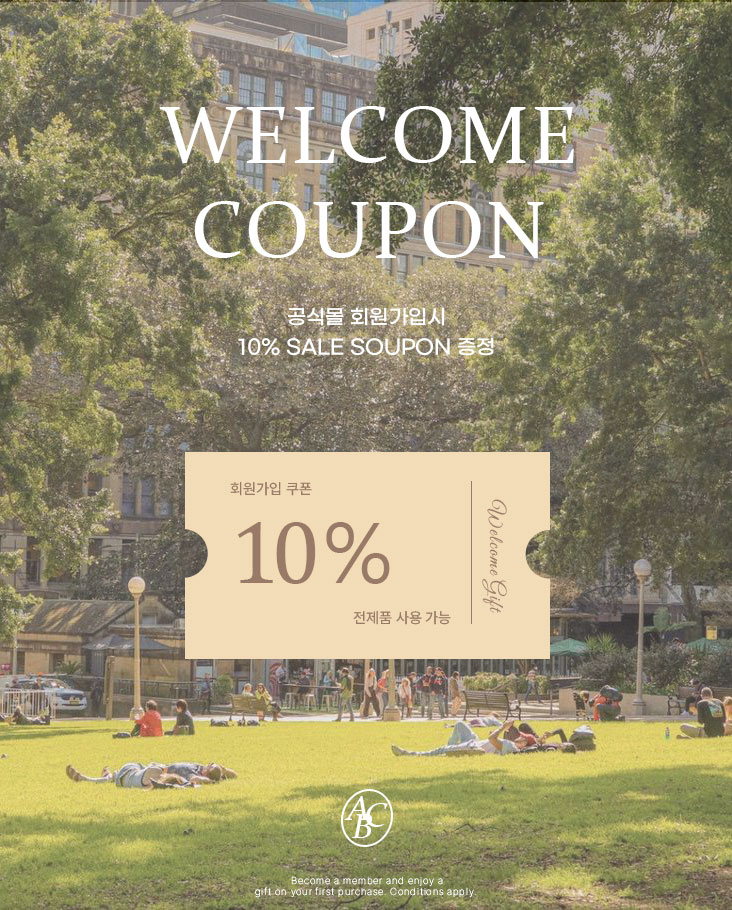 WELCOME
COUPON
공식몰 회원가입시
10% SALE SOUPON 증정
회원가입 쿠폰
10%
전제품 사용 가능
Welcome Gift
ABC
Become a member and enjoy a
gift on your first purchase. Conditions apply.